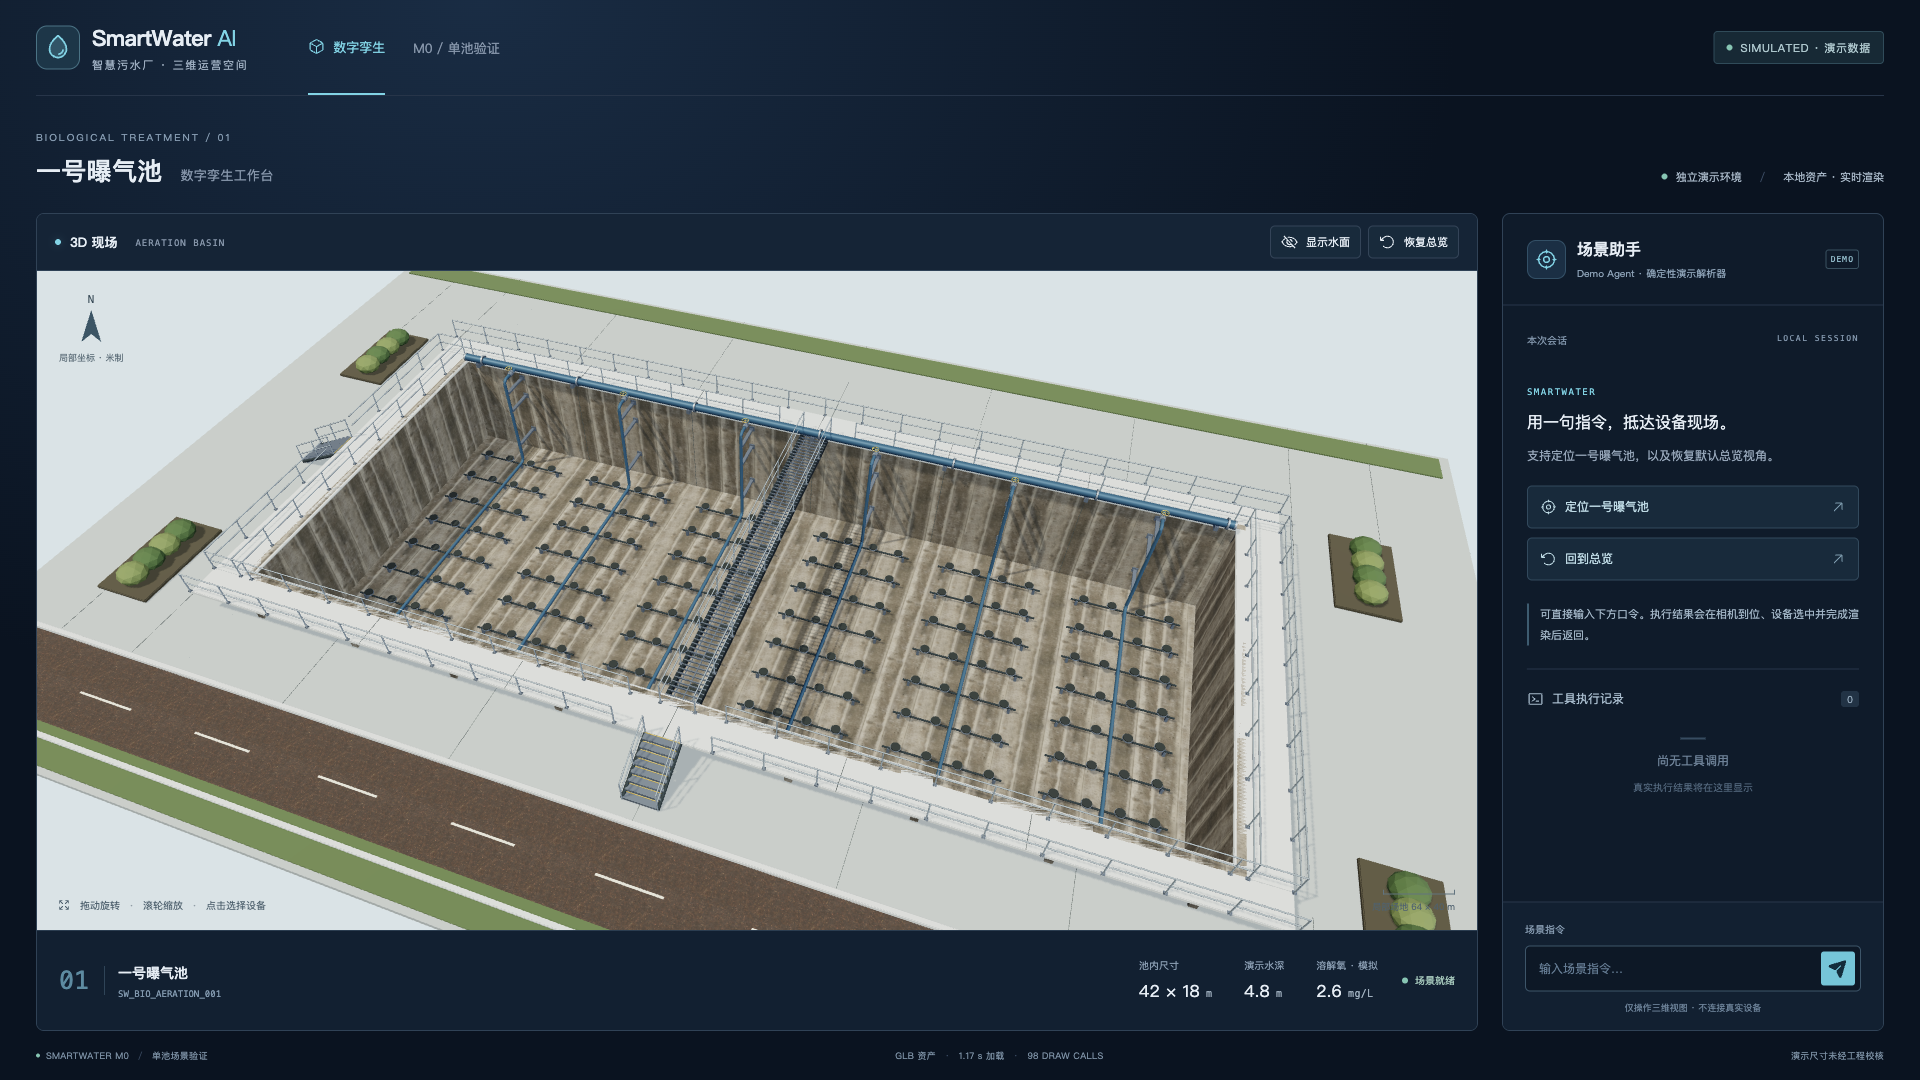 SmartWater AI
智慧污水厂 · 三维运营空间
数字孪生
M0 / 单池验证
SIMULATED · 演示数据
BIOLOGICAL TREATMENT / 01
一号曝气池 数字孪生工作台
独立演示环境 / 本地资产 · 实时渲染
3D 现场 AERATION BASIN
显示水面
恢复总览
N
局部坐标 · 米制
拖动旋转 · 滚轮缩放 · 点击选择设备
01
一号曝气池
SW_BIO_AERATION_001
池内尺寸
42 × 18 m
演示水深
4.8 m
溶解氧 · 模拟
2.6 mg/L
场景就绪
场景助手
Demo Agent · 确定性演示解析器
DEMO
本次会话
LOCAL SESSION
SMARTWATER
用一句指令，抵达设备现场。
支持定位一号曝气池，以及恢复默认总览视角。
定位一号曝气池
回到总览
可直接输入下方口令。执行结果会在相机到位、设备选中并完成渲
染后返回。
工具执行记录
0
尚无工具调用
真实执行结果将在这里显示
场景指令
输入场景指令...
仅操作三维视图 · 不连接真实设备
SMARTWATER M0 / 单池场景验证
GLB 资产 · 1.17 s 加载 · 98 DRAW CALLS
演示尺寸未经工程校核